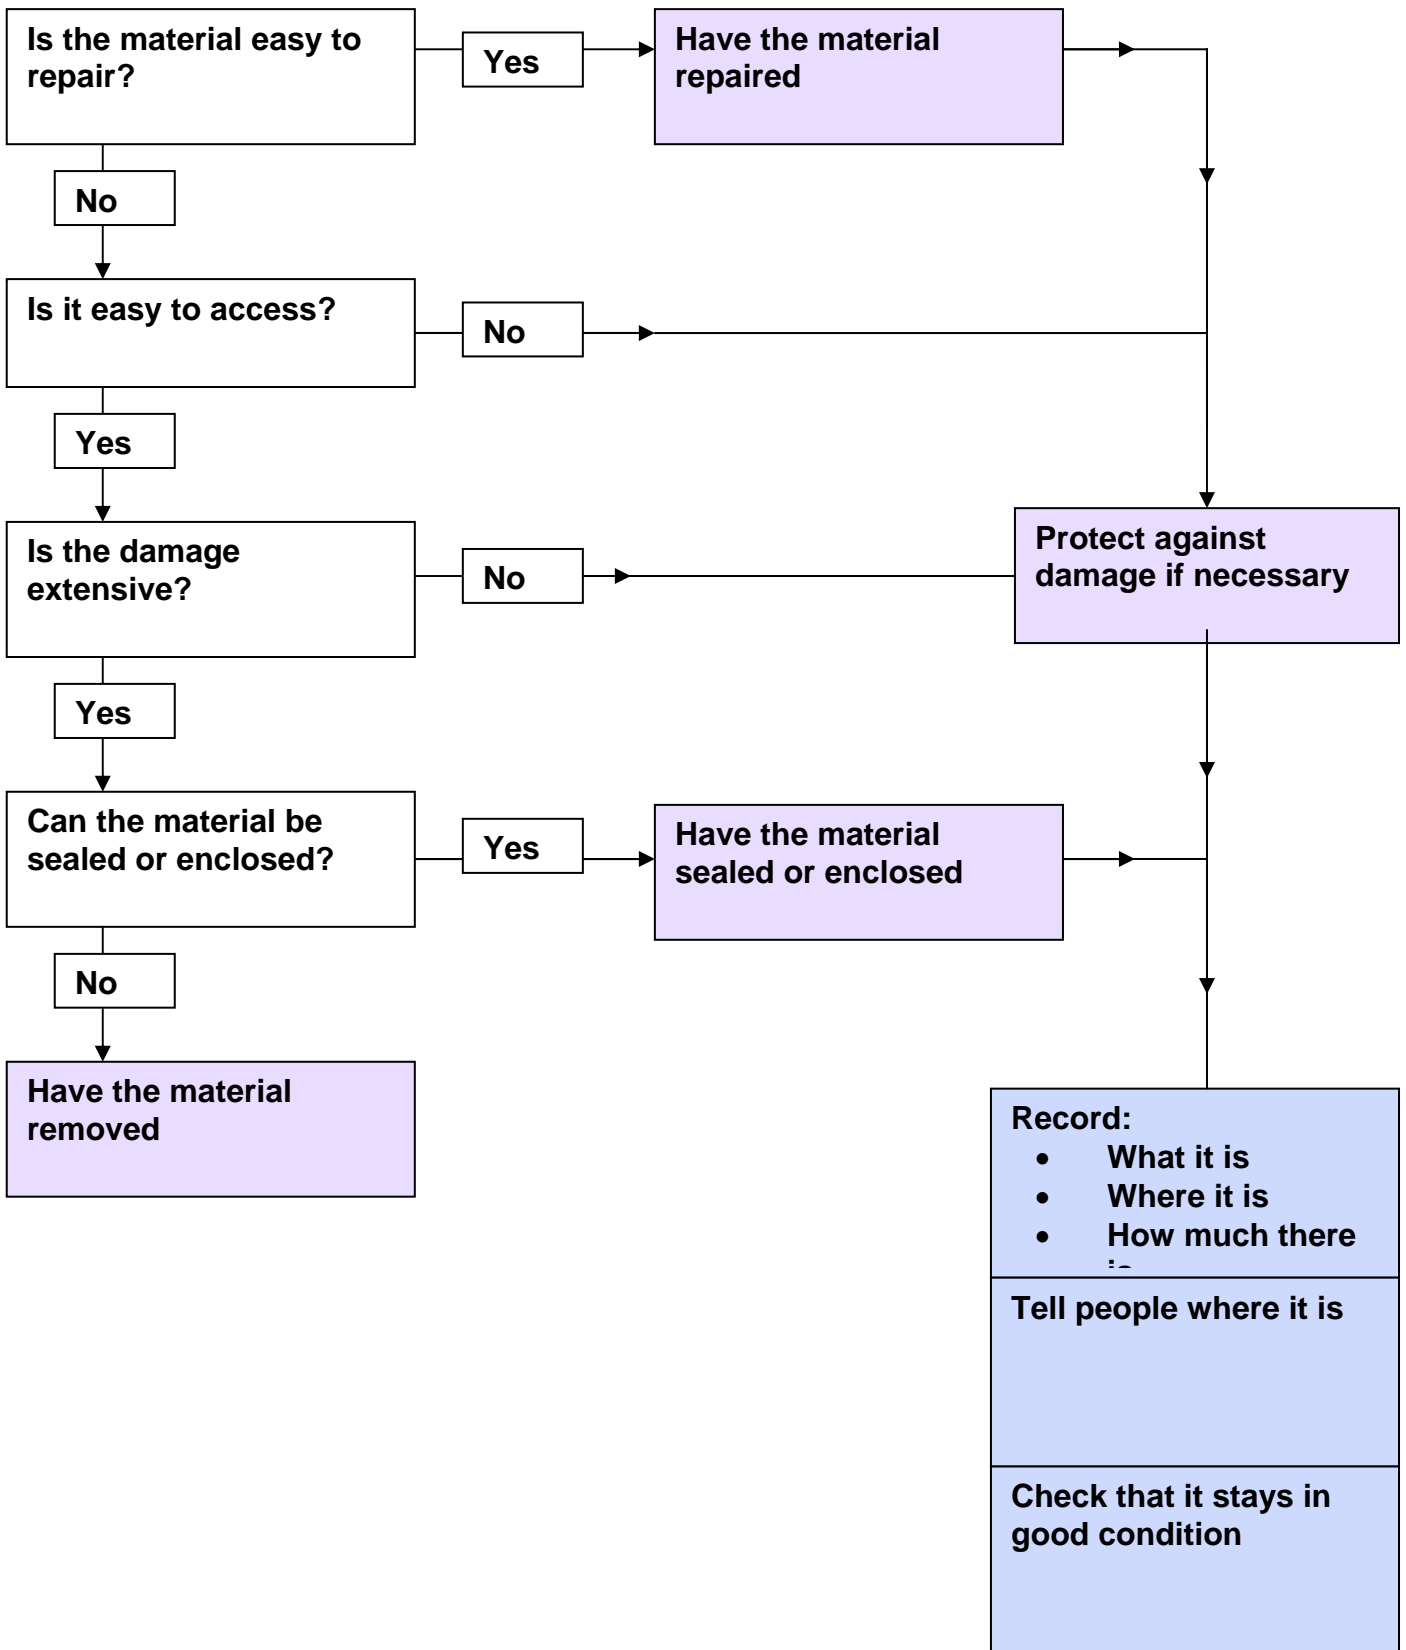 Is the material easy to
repair?
Yes
Have the material
repaired
No
Is it easy to access?
No
Yes
Is the damage
extensive?
No
Protect against
damage if necessary
Yes
Can the material be
sealed or enclosed?
Yes
Have the material
sealed or enclosed
No
Have the material
removed
Record:
• What it is
• Where it is
• How much there
is
Tell people where it is
Check that it stays in
good condition